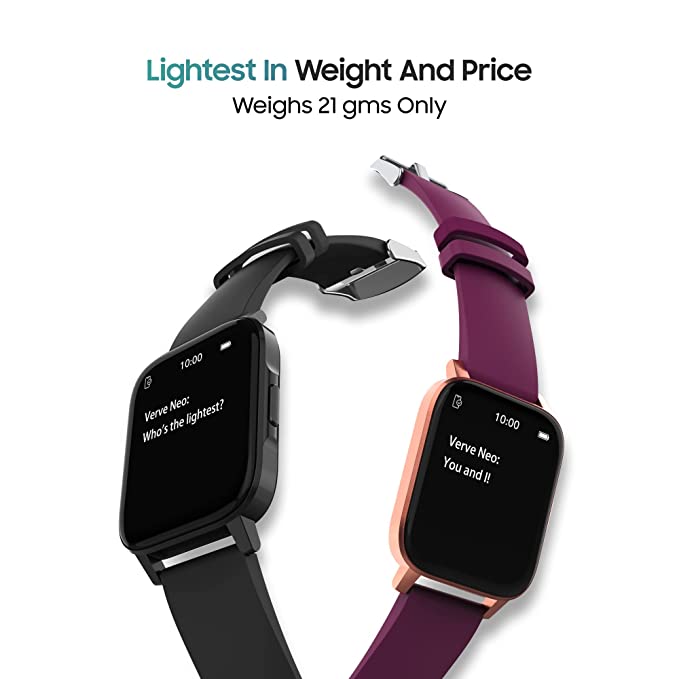 Lightest In Weight And Price
Weighs 21 gms Only
10:00
Verve Neo:
Who's the lightest?
10:00
Verve Neo:
You and I!